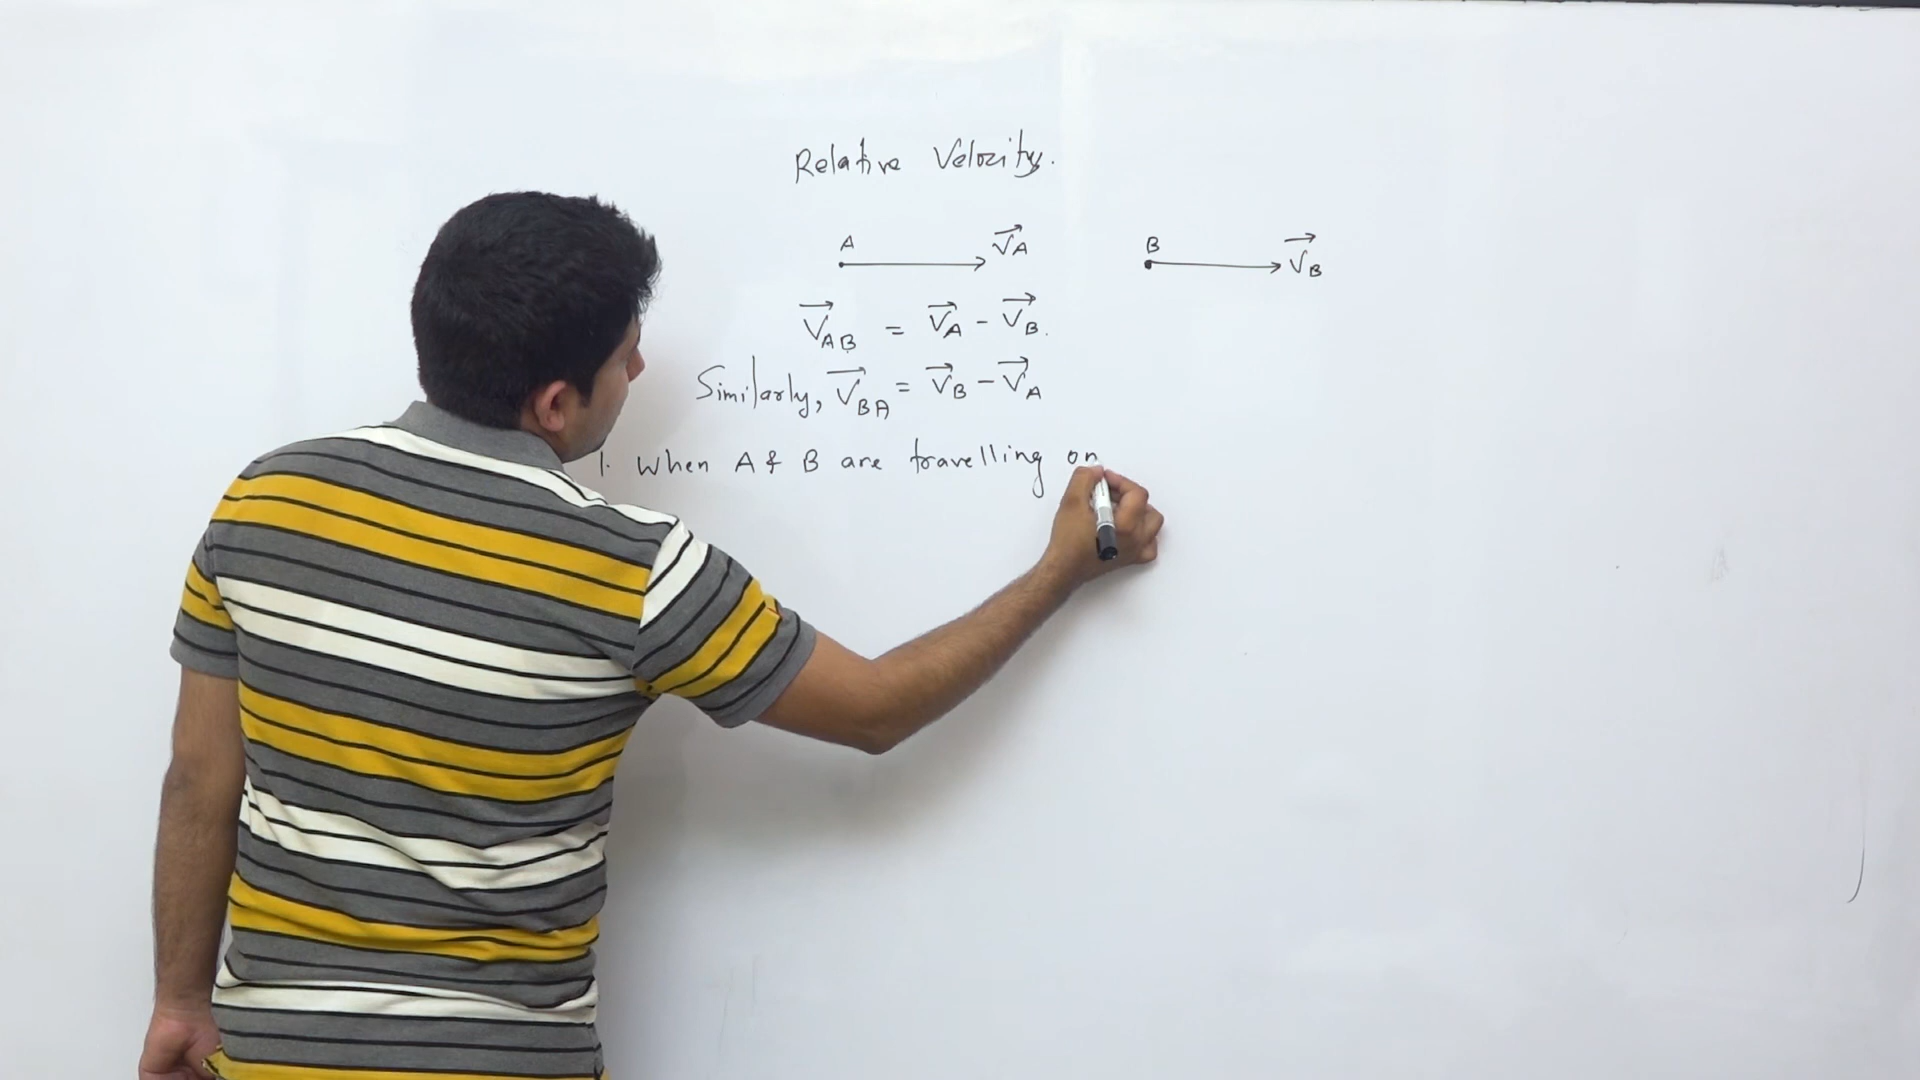 Relative Velocity.
A V⃗A B V⃗B
V⃗AB = V⃗A - V⃗B.
Similarly, V⃗BA = V⃗B - V⃗A
1. When A & B are travelling on